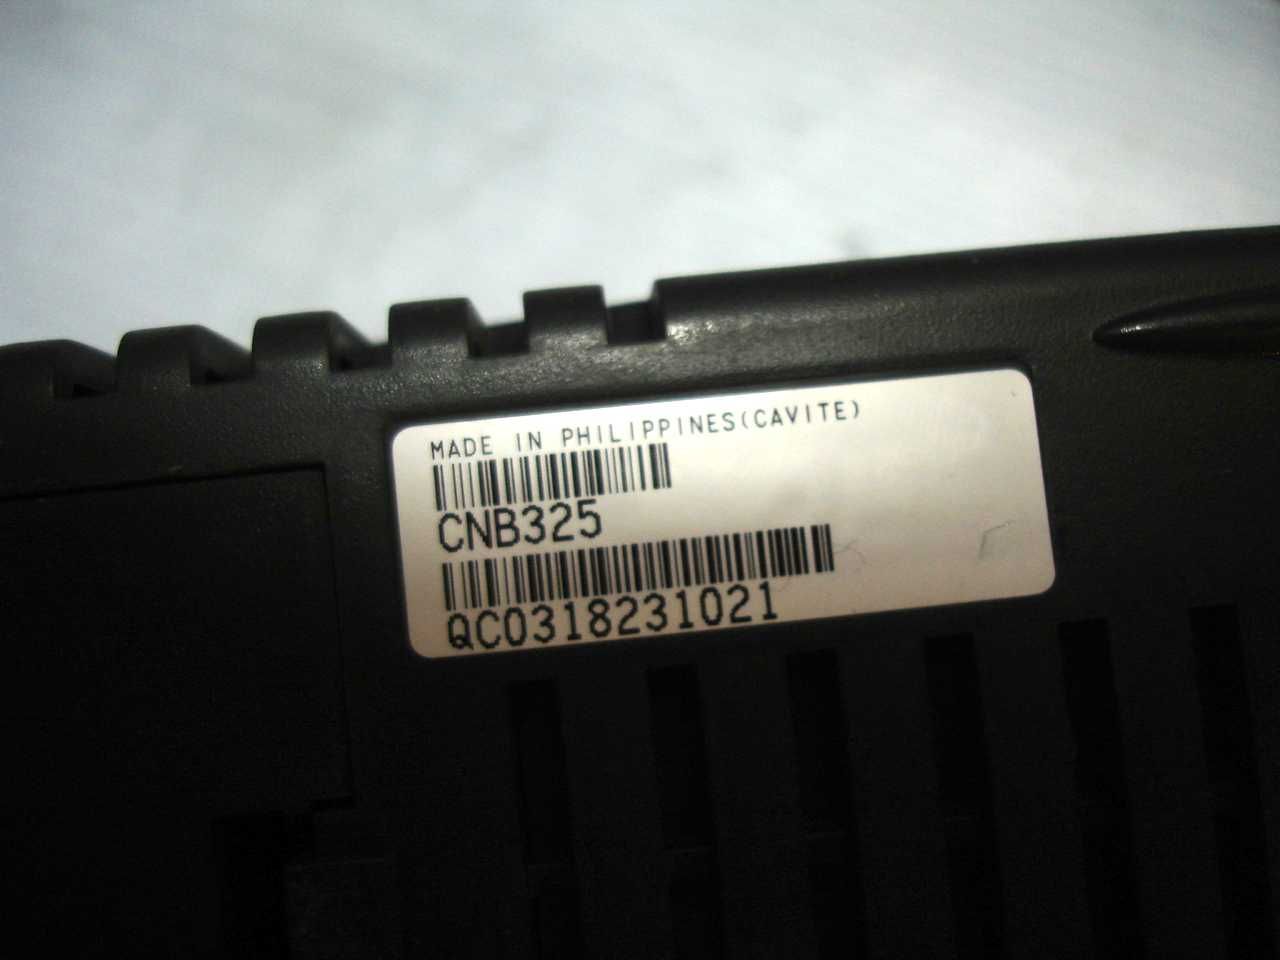 MADE IN PHILIPPINES(CAVITE)
CNB325
QC0318231021